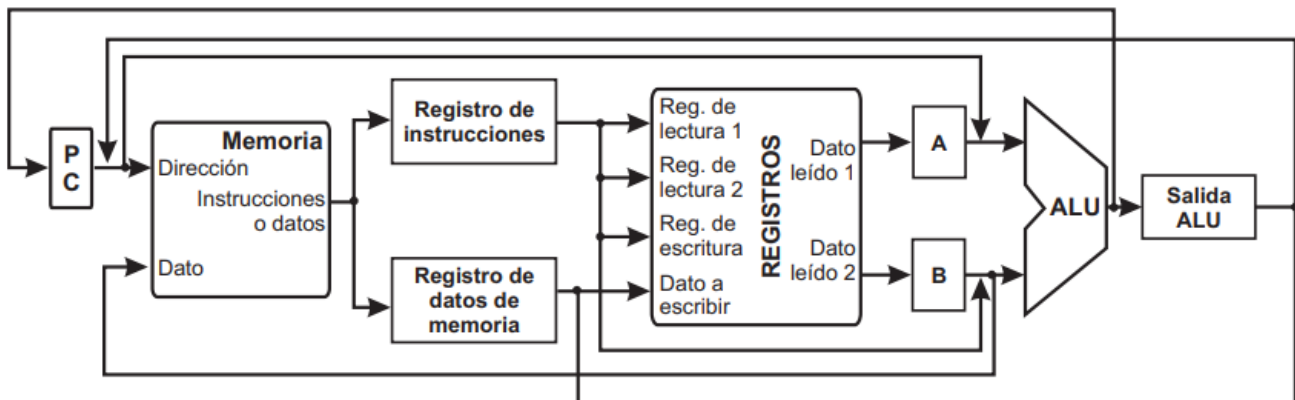 P
C
Memoria
Dirección
Instrucciones
o datos
Dato
Registro de
instrucciones
Registro de
datos de
memoria
Reg. de
lectura 1
Reg. de
lectura 2
Reg. de
escritura
Dato a
escribir
REGISTROS
Dato
leído 1
Dato
leído 2
A
B
ALU
Salida
ALU